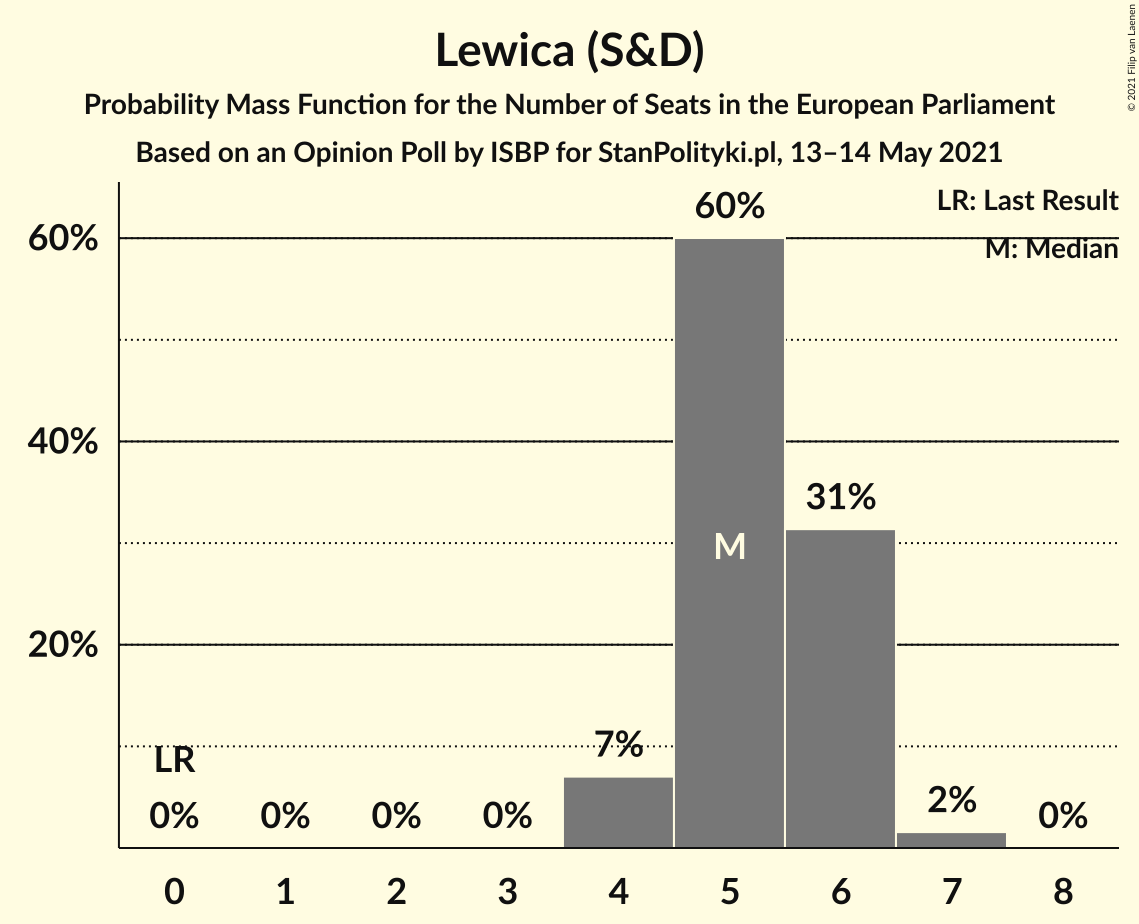 Lewica (S&D)
Probability Mass Function for the Number of Seats in the European Parliament
Based on an Opinion Poll by ISBP for StanPolityki.pl, 13–14 May 2021
© 2021 Filip van Laenen
LR: Last Result
M: Median
60%
40%
20%
60%
31%
M
LR
7%
2%
0%
0%
0%
0%
0%
0
1
2
3
4
5
6
7
8